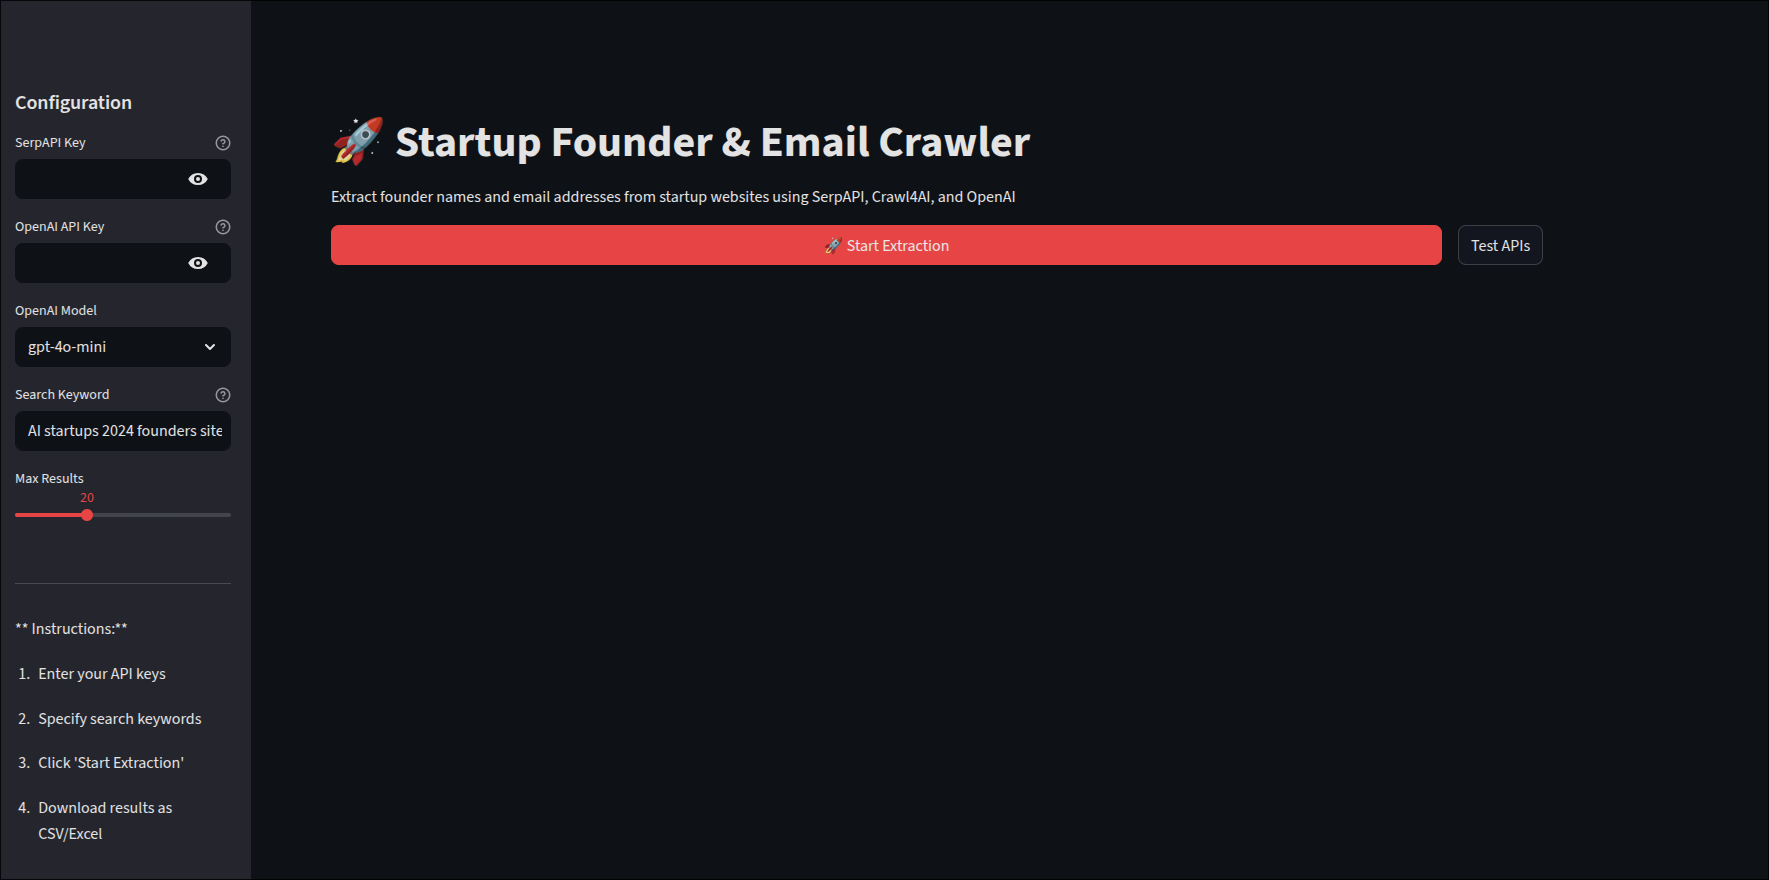 Configuration
SerpAPI Key
OpenAI API Key
OpenAI Model
gpt-4o-mini
Search Keyword
AI startups 2024 founders site
Max Results
20
** Instructions:**
1. Enter your API keys
2. Specify search keywords
3. Click 'Start Extraction'
4. Download results as
CSV/Excel
🚀 Startup Founder & Email Crawler
Extract founder names and email addresses from startup websites using SerpAPI, Crawl4AI, and OpenAI
🚀 Start Extraction
Test APIs